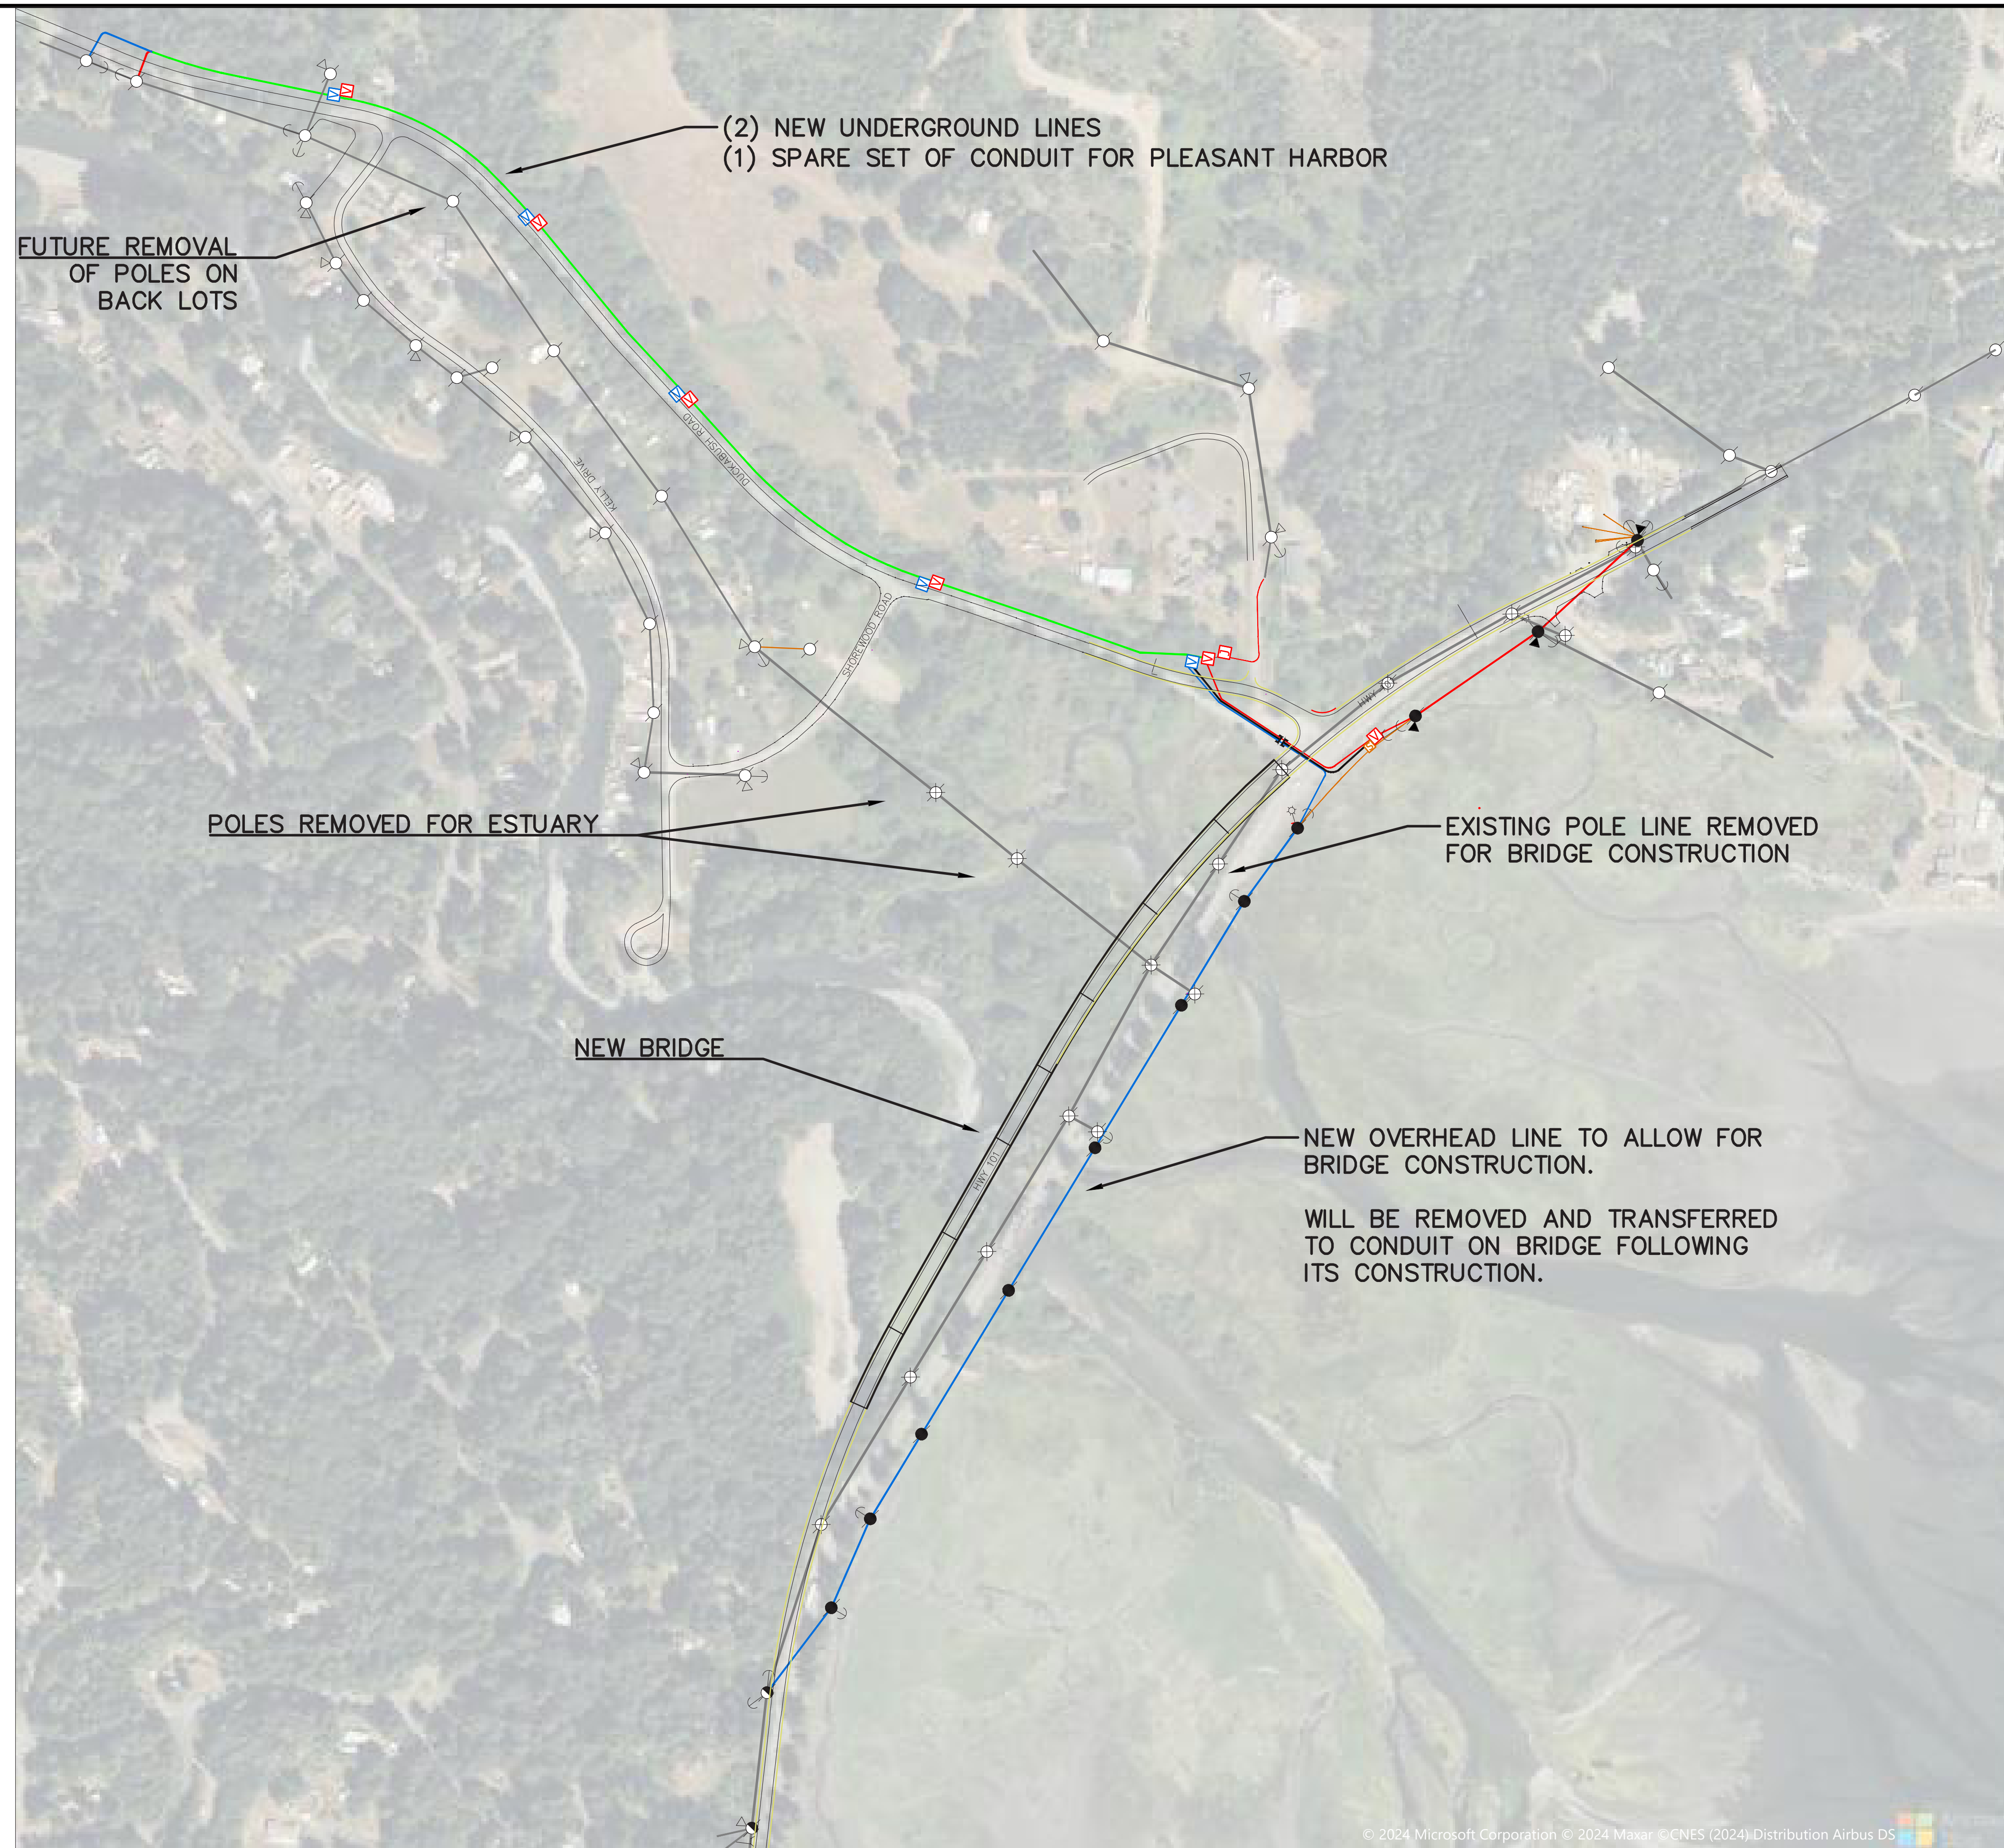 (2) NEW UNDERGROUND LINES
(1) SPARE SET OF CONDUIT FOR PLEASANT HARBOR
FUTURE REMOVAL
OF POLES ON
BACK LOTS
V V
V V
V V
DUCKABUSH ROAD
KELLY DRIVE
V V
SHOREWOOD ROAD
V V J
HWY
V
S
POLES REMOVED FOR ESTUARY
EXISTING POLE LINE REMOVED
FOR BRIDGE CONSTRUCTION
NEW BRIDGE
HWY 101
NEW OVERHEAD LINE TO ALLOW FOR
BRIDGE CONSTRUCTION.
WILL BE REMOVED AND TRANSFERRED
TO CONDUIT ON BRIDGE FOLLOWING
ITS CONSTRUCTION.
© 2024 Microsoft Corporation © 2024 Maxar ©CNES (2024) Distribution Airbus DS